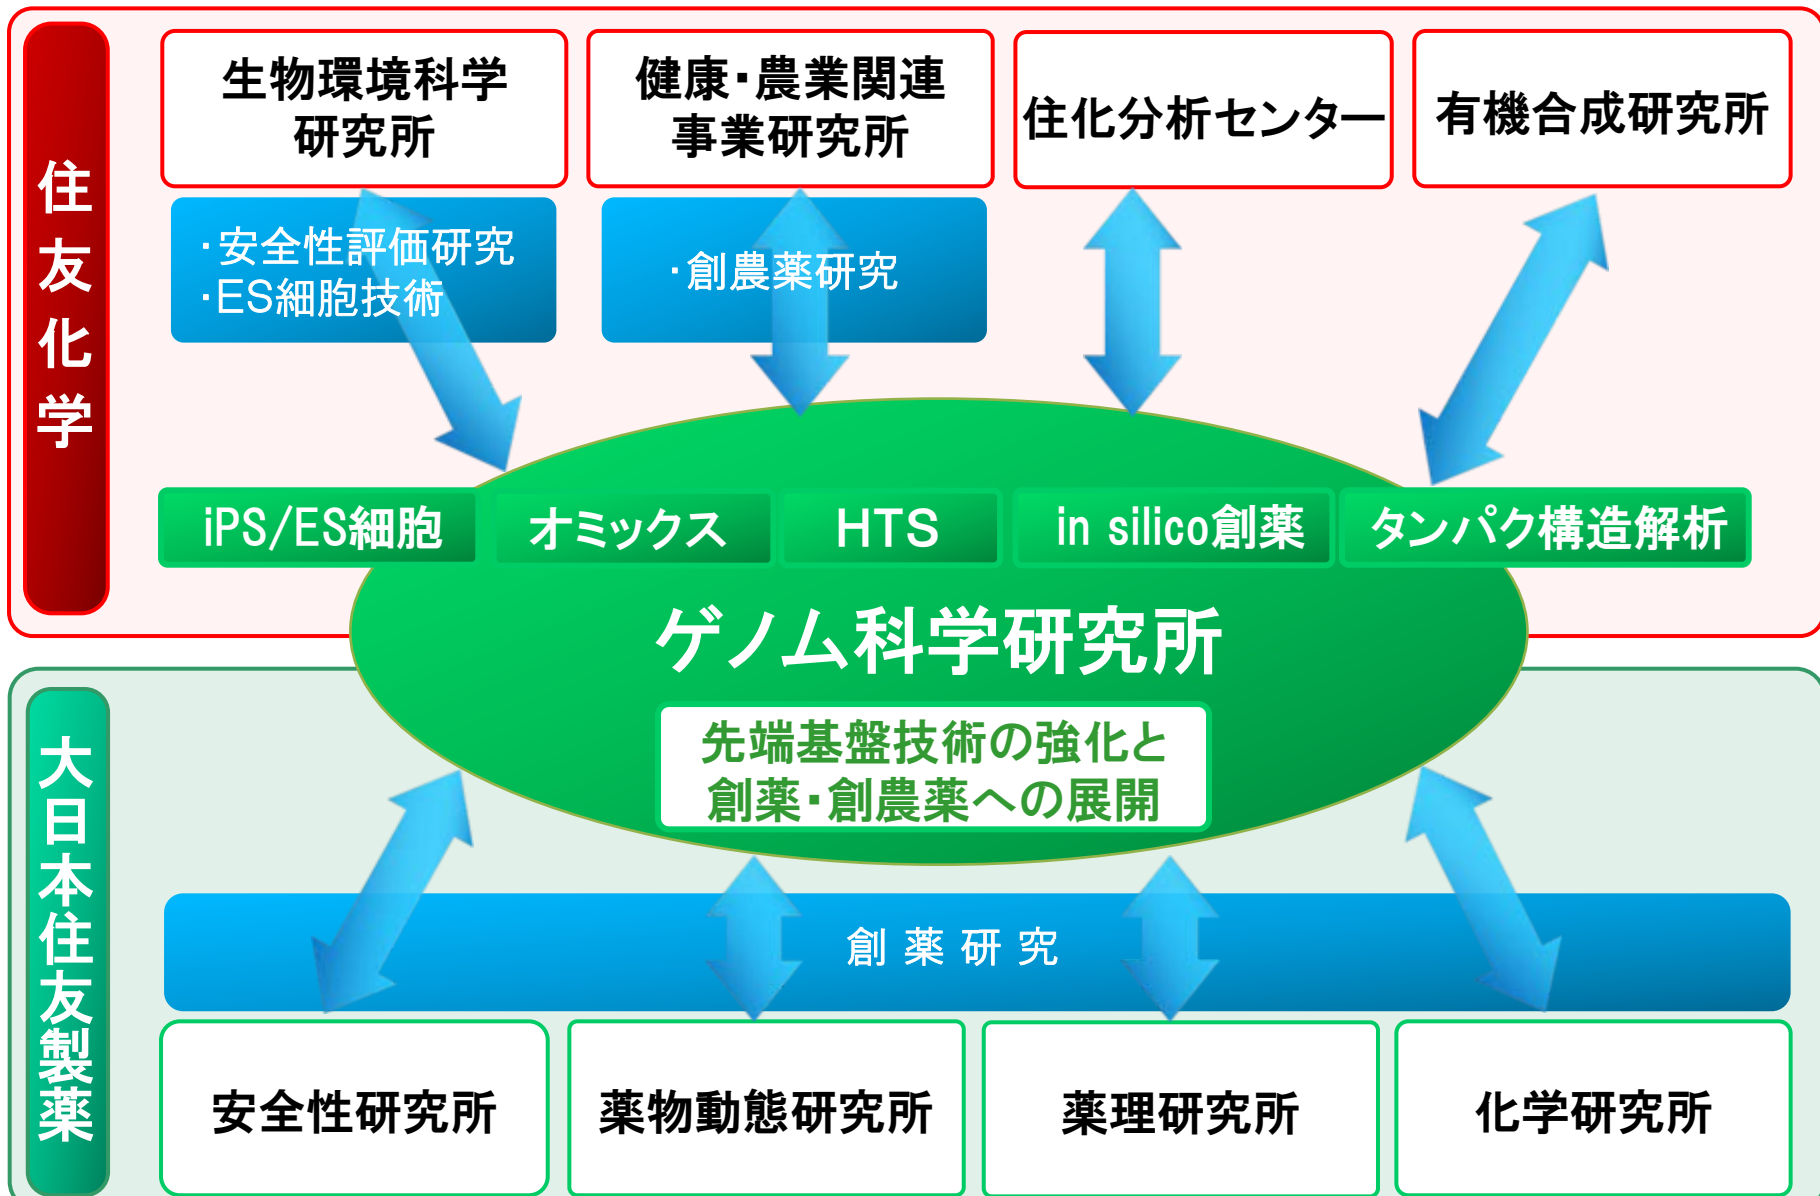 住友化学
生物環境科学
研究所
健康・農業関連
事業研究所
住化分析センター
有機合成研究所
・安全性評価研究
・ES細胞技術
・創農薬研究
iPS/ES細胞
オミックス
HTS
in silico創薬
タンパク構造解析
ゲノム科学研究所
先端基盤技術の強化と
創薬・創農薬への展開
大日本住友製薬
創薬研究
安全性研究所
薬物動態研究所
薬理研究所
化学研究所